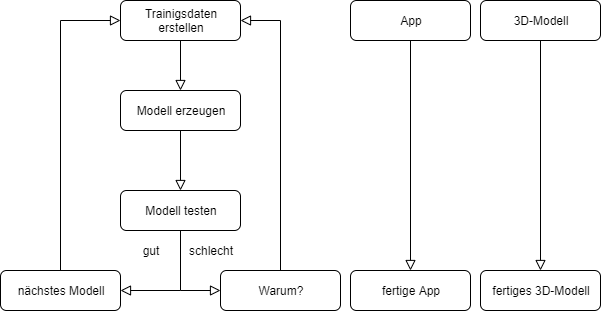 Trainigsdaten
erstellen
App
3D-Modell
Modell erzeugen
Modell testen
gut
schlecht
nächstes Modell
Warum?
fertige App
fertiges 3D-Modell